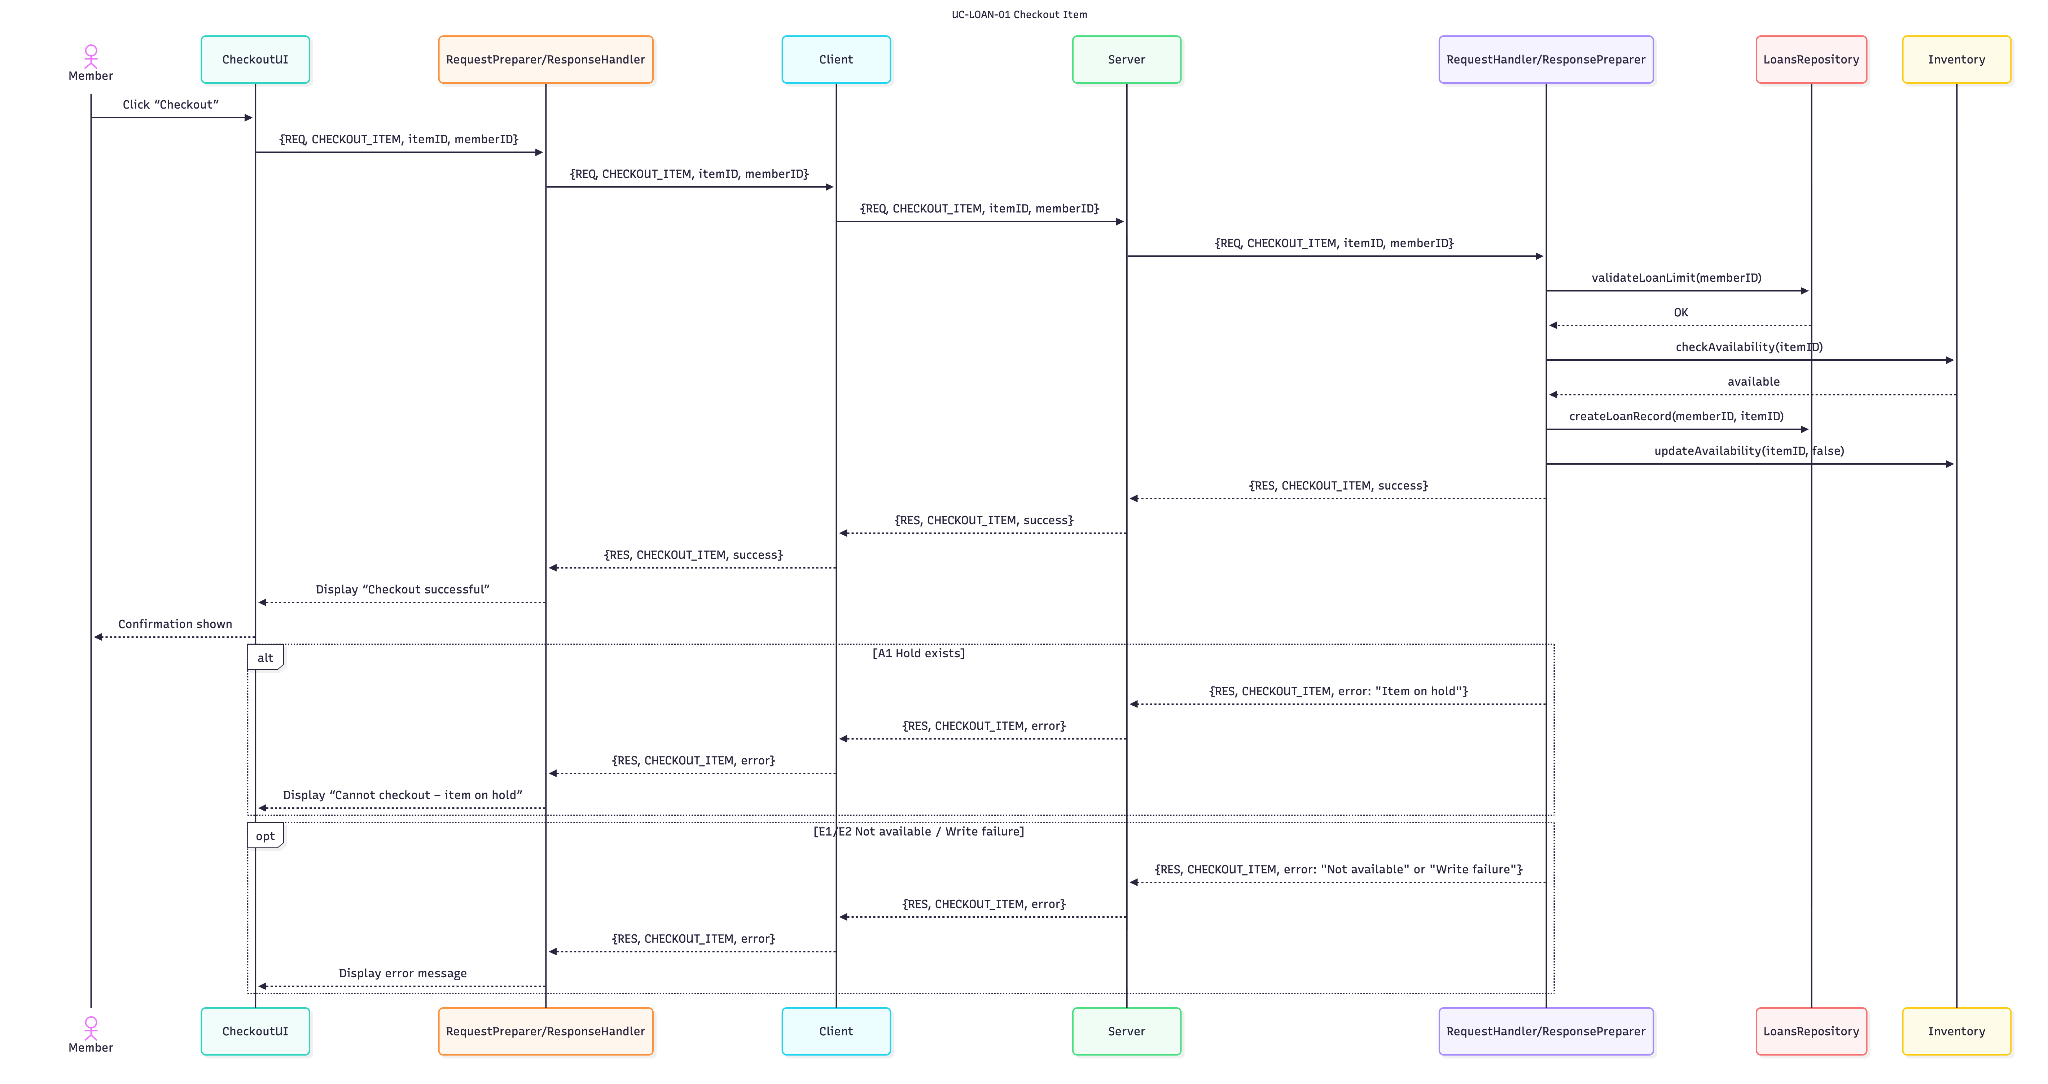 UC-LOAN-01 Checkout Item
Member
CheckoutUI
RequestPreparer/ResponseHandler
Client
Server
RequestHandler/ResponsePreparer
LoansRepository
Inventory
Click “Checkout”
{REQ, CHECKOUT_ITEM, itemID, memberID}
{REQ, CHECKOUT_ITEM, itemID, memberID}
{REQ, CHECKOUT_ITEM, itemID, memberID}
{REQ, CHECKOUT_ITEM, itemID, memberID}
validateLoanLimit(memberID)
OK
checkAvailability(itemID)
available
createLoanRecord(memberID, itemID)
updateAvailability(itemID, false)
{RES, CHECKOUT_ITEM, success}
{RES, CHECKOUT_ITEM, success}
{RES, CHECKOUT_ITEM, success}
Display “Checkout successful”
Confirmation shown
alt
[A1 Hold exists]
{RES, CHECKOUT_ITEM, error: "Item on hold"}
{RES, CHECKOUT_ITEM, error}
{RES, CHECKOUT_ITEM, error}
Display “Cannot checkout – item on hold”
opt
[E1/E2 Not available / Write failure]
{RES, CHECKOUT_ITEM, error: "Not available" or "Write failure"}
{RES, CHECKOUT_ITEM, error}
{RES, CHECKOUT_ITEM, error}
Display error message
Member
CheckoutUI
RequestPreparer/ResponseHandler
Client
Server
RequestHandler/ResponsePreparer
LoansRepository
Inventory